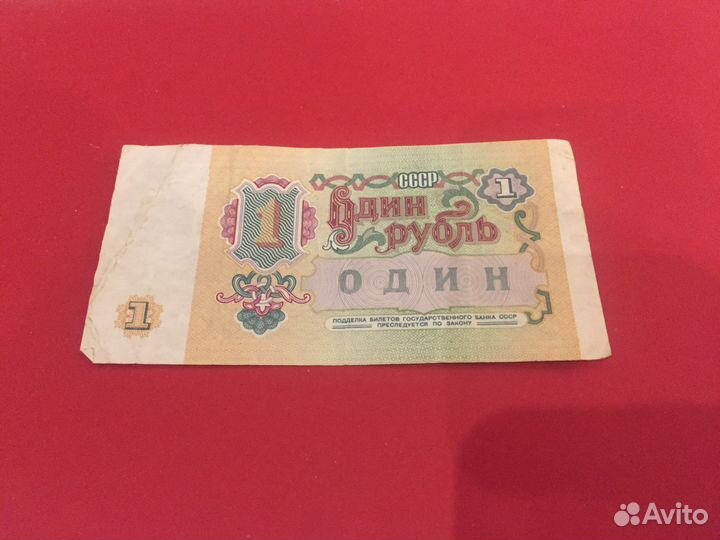 СССР
1
1
Один
рубль
ОДИН
1
ПОДДЕЛКА БИЛЕТОВ ГОСУДАРСТВЕННОГО БАНКА СССР
ПРЕСЛЕДУЕТСЯ ПО ЗАКОНУ
Avito